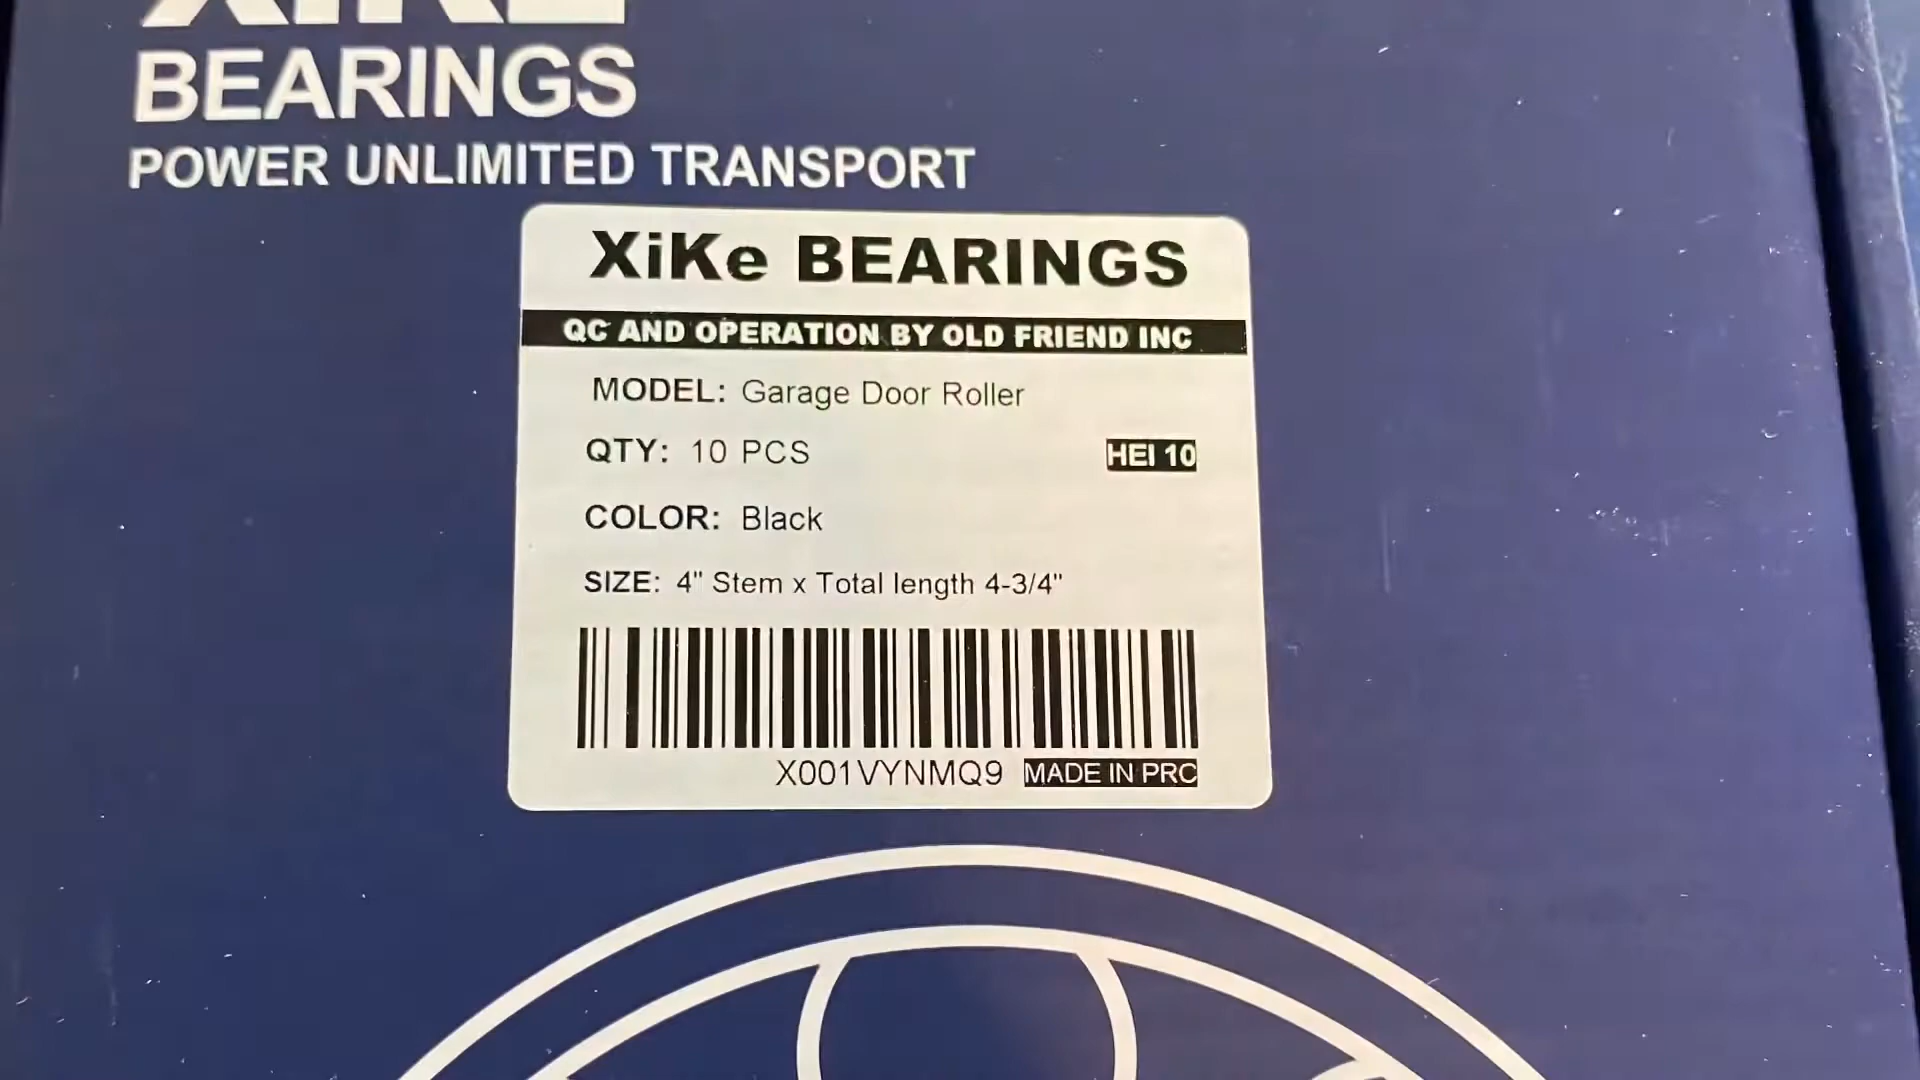 XIKE
BEARINGS
POWER UNLIMITED TRANSPORT
XiKe BEARINGS
QC AND OPERATION BY OLD FRIEND INC
MODEL: Garage Door Roller
QTY: 10 PCS HEI 10
COLOR: Black
SIZE: 4" Stem x Total length 4-3/4"
X001VYNMQ9 MADE IN PRC